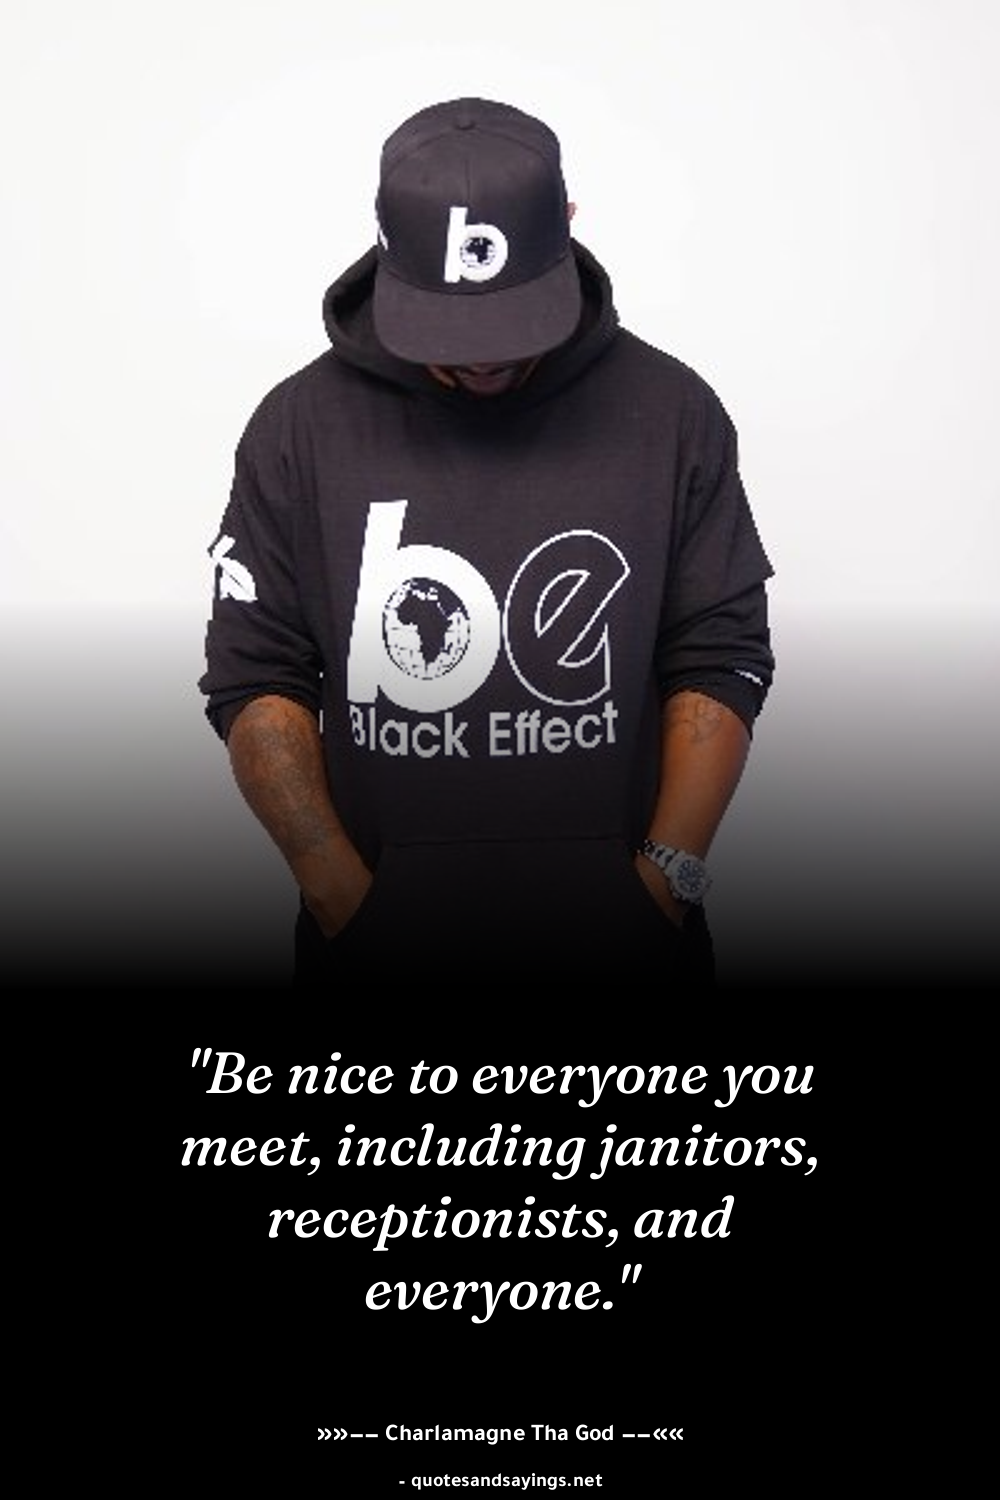 b
be
Black Effect
"Be nice to everyone you
meet, including janitors,
receptionists, and
everyone."
»»—— Charlamagne Tha God ——««
- quotesandsayings.net